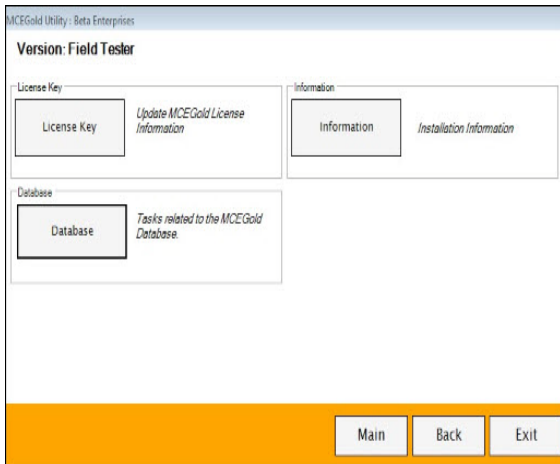 MCEGold Utility : Beta Enterprises
Version: Field Tester
License Key
License Key
Update MCEGold License
Information
Information
Information
Installation Information
Database
Database
Tasks related to the MCEGold
Database.
Main
Back
Exit